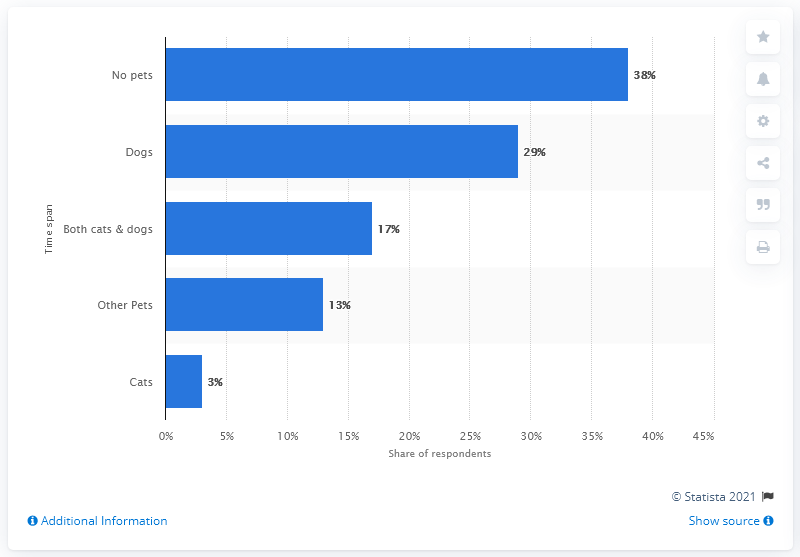 No pets
38%
Dogs
29%
Time span
Both cats & dogs
17%
Other Pets
13%
Cats
3%
0% 5% 10% 15% 20% 25% 30% 35% 40% 45%
Share of respondents
© Statista 2021
Additional Information
Show source